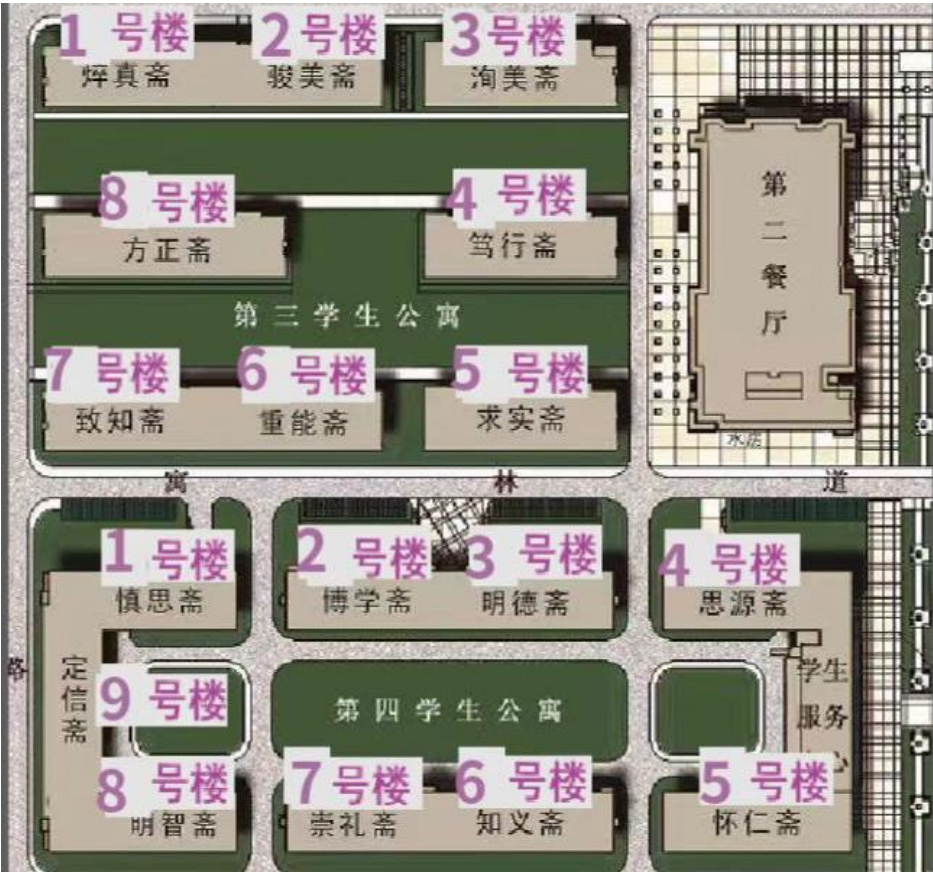 1 号楼 2号楼 3号楼
焠真斋 骏美斋 洵美斋
8 号楼 4 号楼
方正斋 笃行斋
第二餐厅
第三学生公寓
7 号楼 6 号楼 5 号楼
致知斋 重能斋 求实斋
水房
寓 林 道
1 号楼 2 号楼 3 号楼 4 号楼
慎思斋 博学斋 明德斋 思源斋
路
定信斋
9 号楼
学生
服务
中心
第四学生公寓
8 号楼 7 号楼 6 号楼 5 号楼
明智斋 崇礼斋 知义斋 怀仁斋